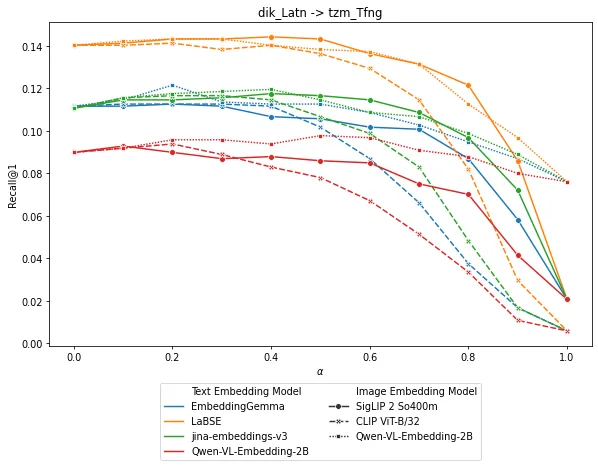 dik_Latn -> tzm_Tfng
Recall@1
0.14
0.12
0.10
0.08
0.06
0.04
0.02
0.00
0.0 0.2 0.4 0.6 0.8 1.0
α
Text Embedding Model
EmbeddingGemma
LaBSE
jina-embeddings-v3
Qwen-VL-Embedding-2B
Image Embedding Model
SigLIP 2 So400m
CLIP ViT-B/32
Qwen-VL-Embedding-2B